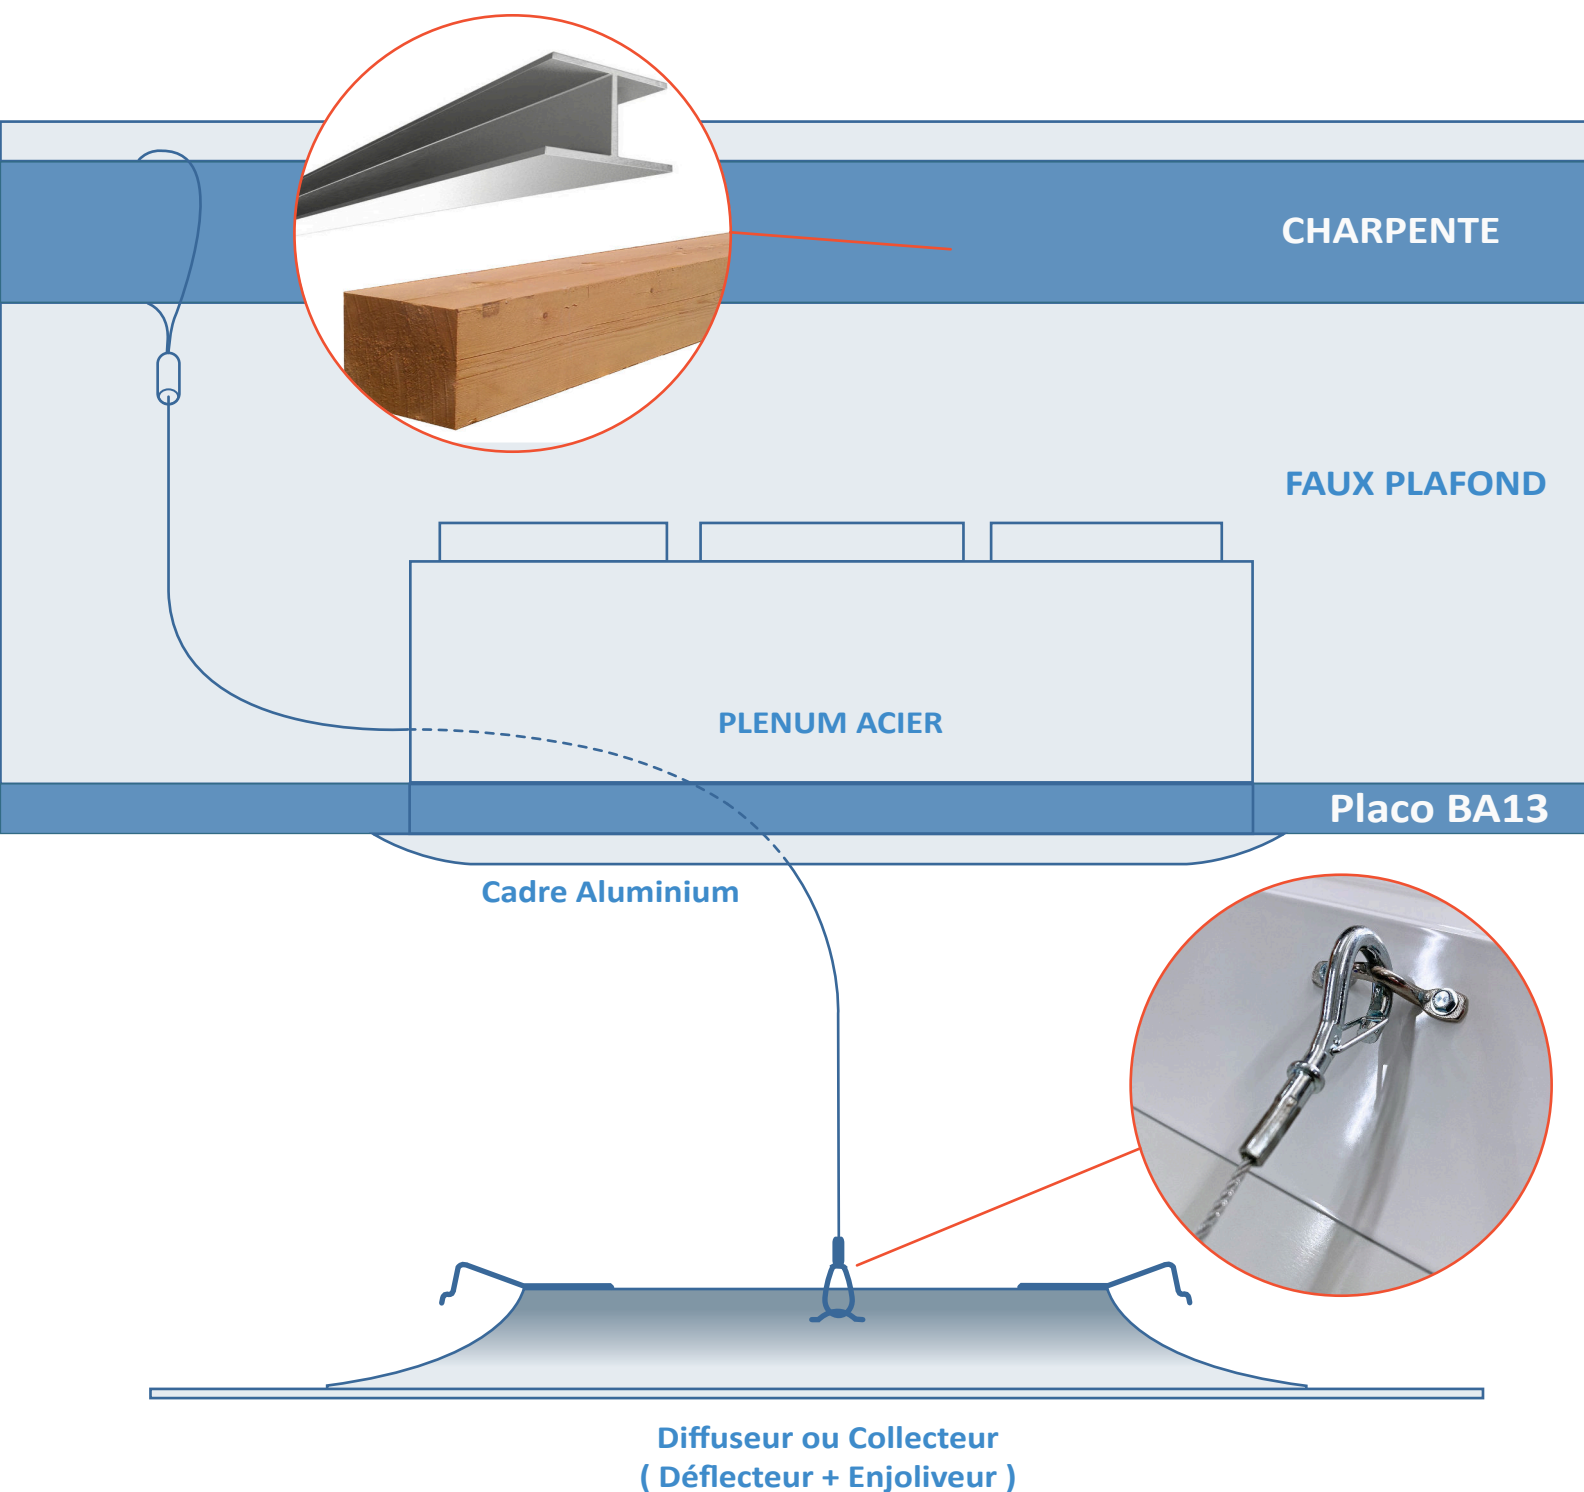 CHARPENTE
FAUX PLAFOND
PLENUM ACIER
Placo BA13
Cadre Aluminium
Diffuseur ou Collecteur
( Déflecteur + Enjoliveur )